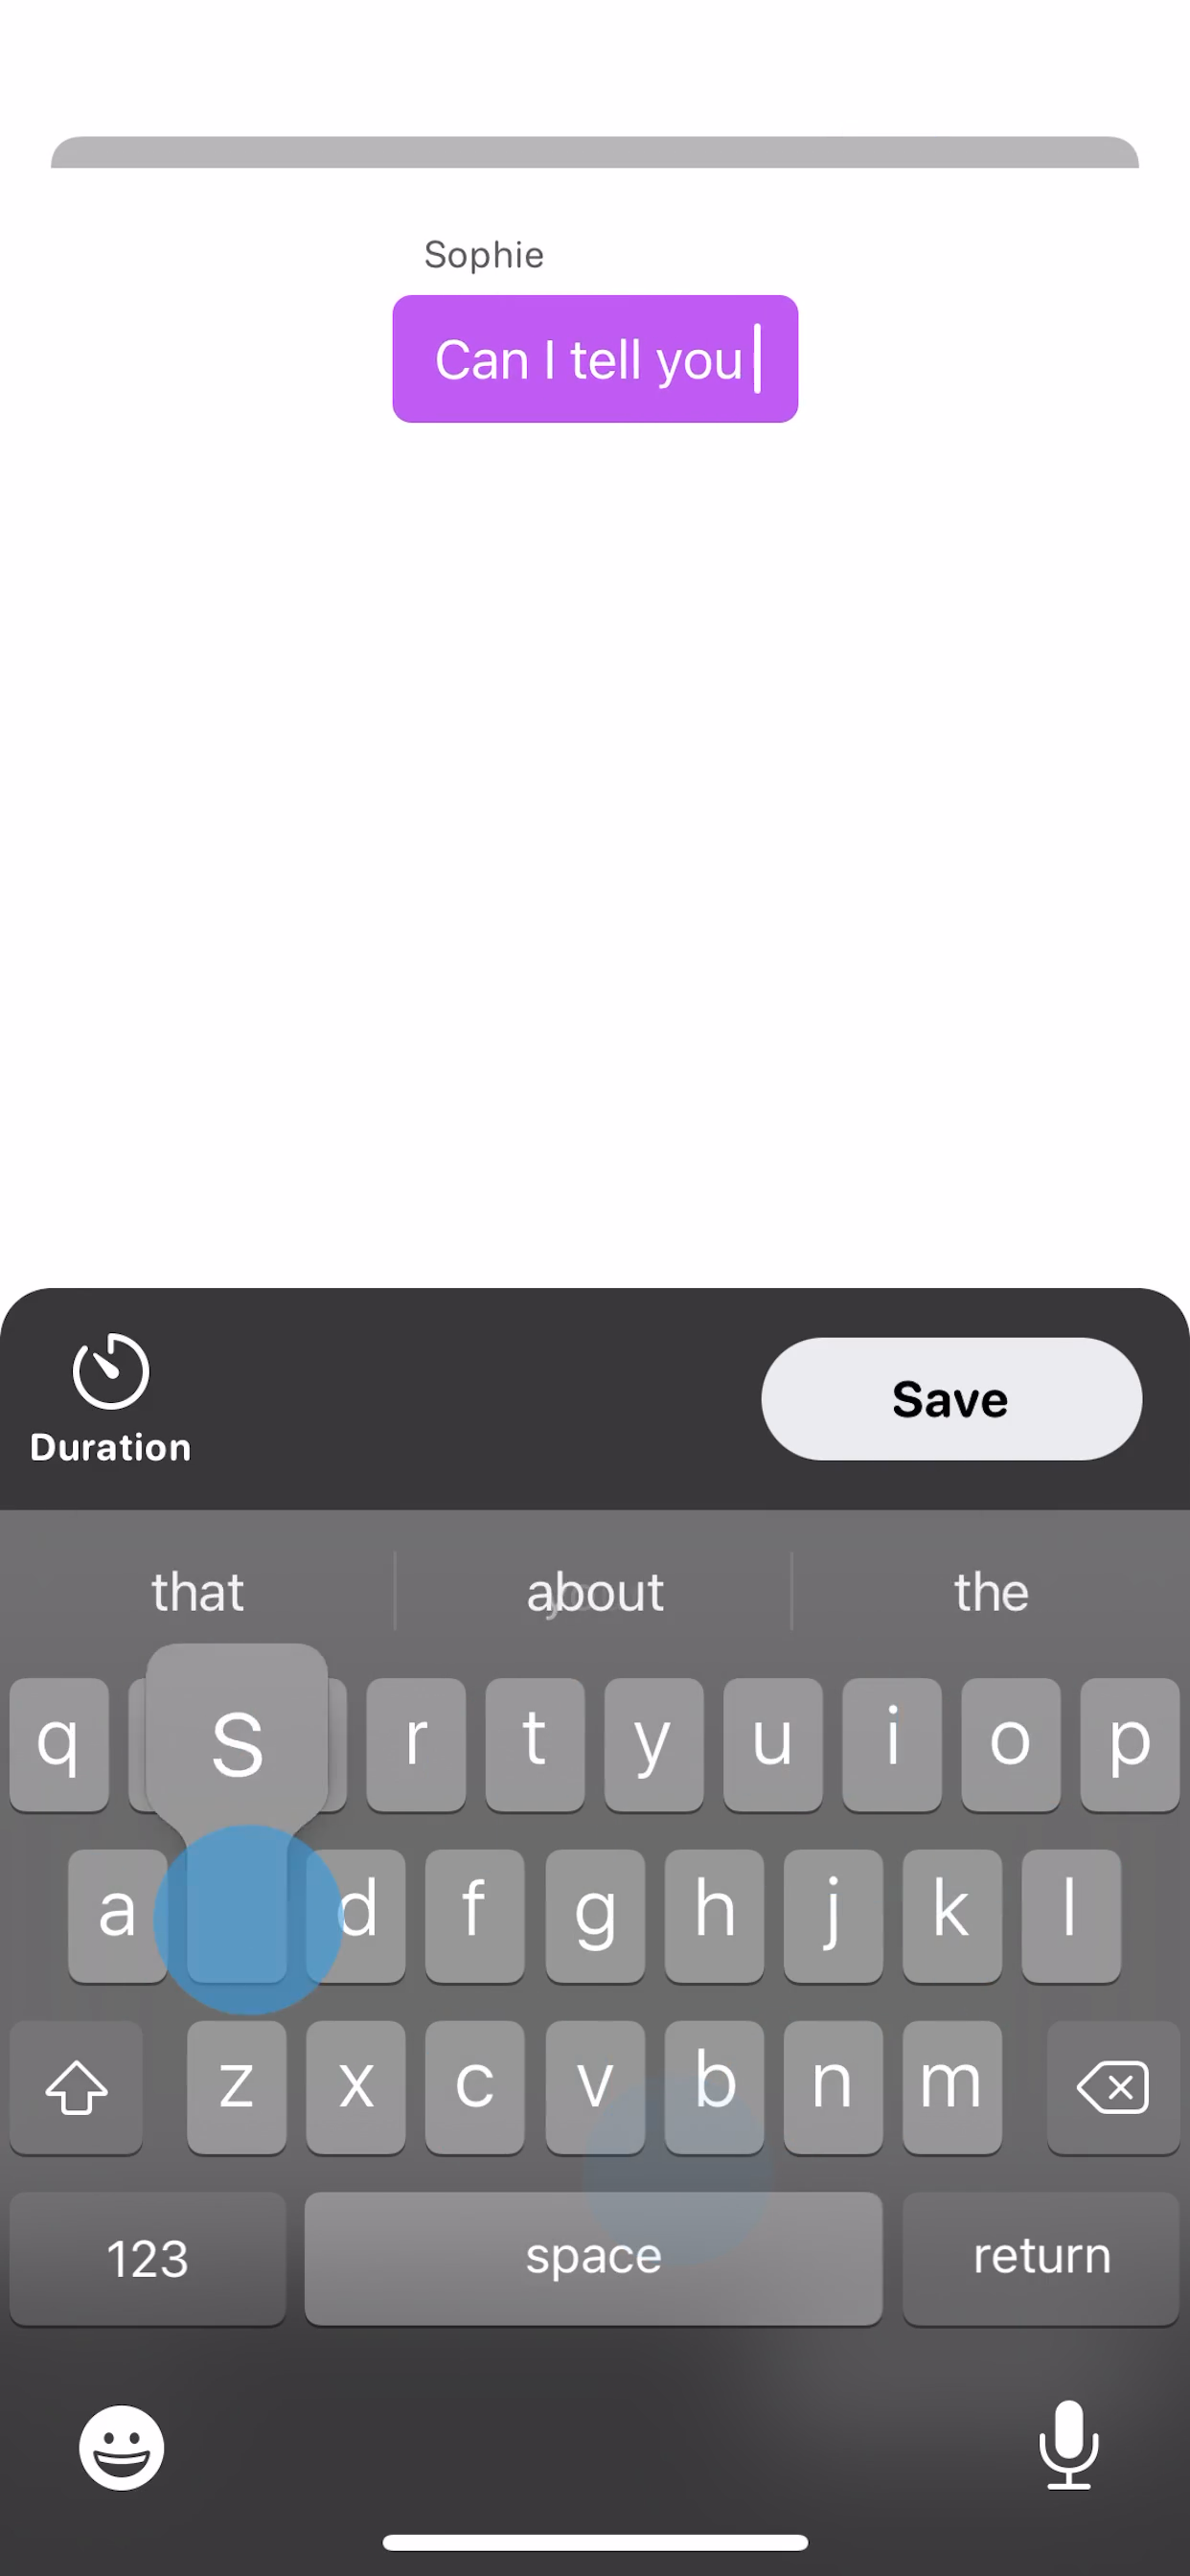 Sophie
Can I tell you
Duration
Save
that about the
q S r t y u i o p
a d f g h j k l
z x c v b n m
123 space return